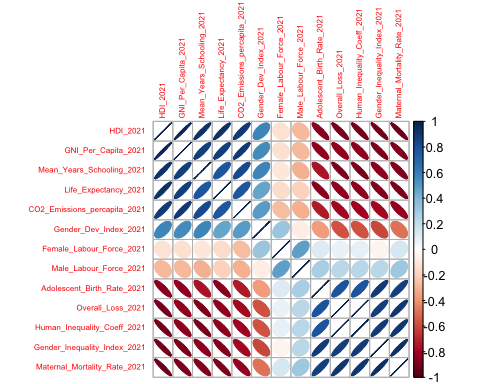 HDI_2021
GNI_Per_Capita_2021
Mean_Years_Schooling_2021
Life_Expectancy_2021
CO2_Emissions_percapita_2021
Gender_Dev_Index_2021
Female_Labour_Force_2021
Male_Labour_Force_2021
Adolescent_Birth_Rate_2021
Overall_Loss_2021
Human_Inequality_Coeff_2021
Gender_Inequality_Index_2021
Maternal_Mortality_Rate_2021
HDI_2021
GNI_Per_Capita_2021
Mean_Years_Schooling_2021
Life_Expectancy_2021
CO2_Emissions_percapita_2021
Gender_Dev_Index_2021
Female_Labour_Force_2021
Male_Labour_Force_2021
Adolescent_Birth_Rate_2021
Overall_Loss_2021
Human_Inequality_Coeff_2021
Gender_Inequality_Index_2021
Maternal_Mortality_Rate_2021
1
0.8
0.6
0.4
0.2
0
-0.2
-0.4
-0.6
-0.8
-1